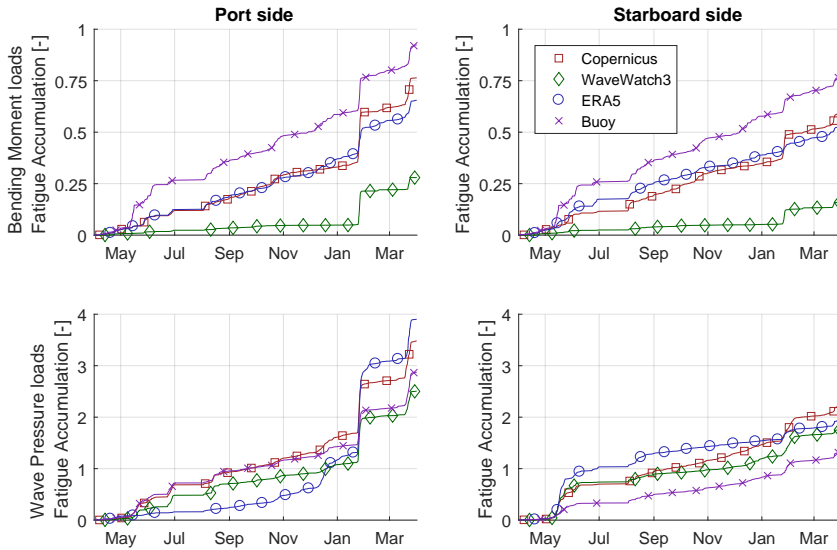 Port side
Starboard side
Bending Moment loads
Fatigue Accumulation [-]
1
0.75
0.5
0.25
0
May
Jul
Sep
Nov
Jan
Mar
Fatigue Accumulation [-]
1
0.75
0.5
0.25
0
May
Jul
Sep
Nov
Jan
Mar
Copernicus
WaveWatch3
ERA5
Buoy
Wave Pressure loads
Fatigue Accumulation [-]
4
3
2
1
0
May
Jul
Sep
Nov
Jan
Mar
Fatigue Accumulation [-]
4
3
2
1
0
May
Jul
Sep
Nov
Jan
Mar